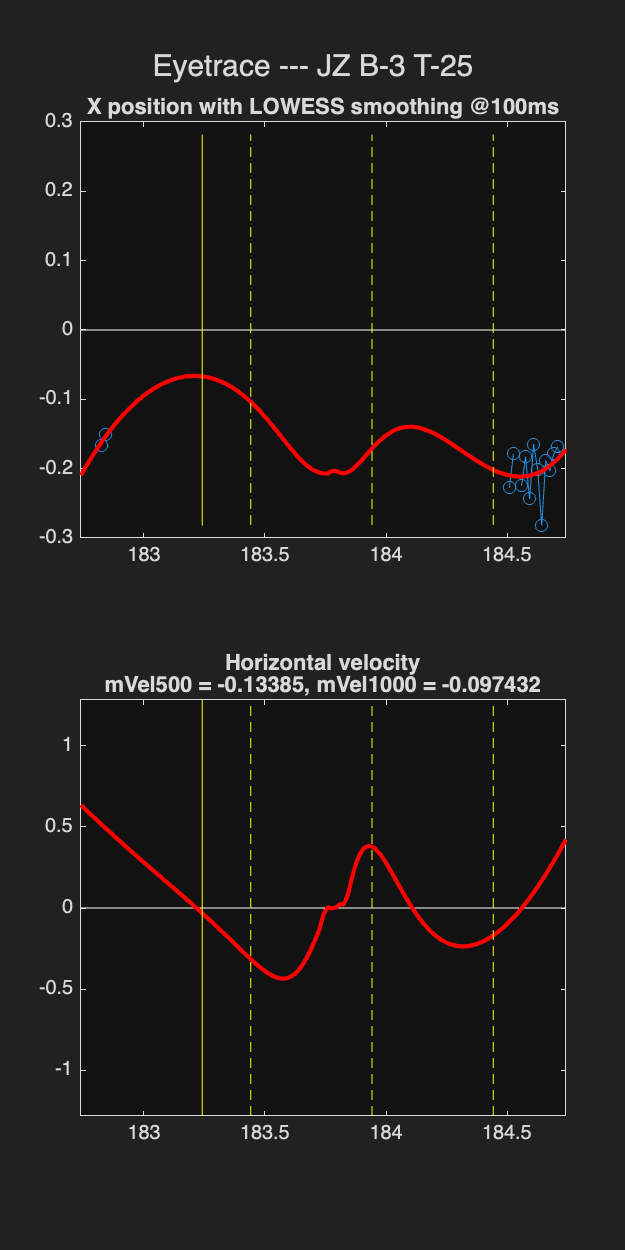 Eyetrace --- JZ B-3 T-25
X position with LOWESS smoothing @100ms
0.3
0.2
0.1
0
-0.1
-0.2
-0.3
183 183.5 184 184.5
Horizontal velocity
mVel500 = -0.13385, mVel1000 = -0.097432
1
0.5
0
-0.5
-1
183 183.5 184 184.5